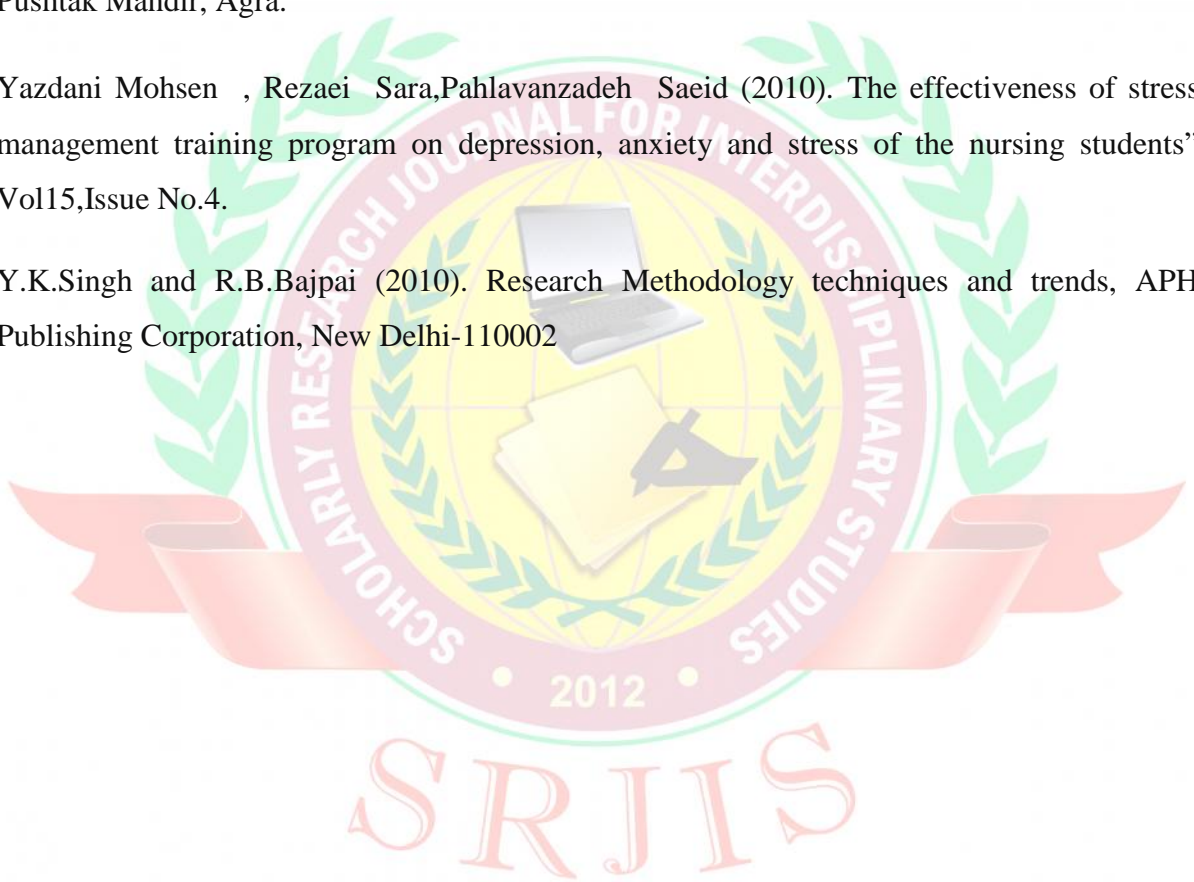 Pushtak Mandir, Agra.
Yazdani Mohsen , Rezaei Sara,Pahlavanzadeh Saeid (2010). The effectiveness of stress
management training program on depression, anxiety and stress of the nursing students”
Vol15,Issue No.4.
Y.K.Singh and R.B.Bajpai (2010). Research Methodology techniques and trends, APH
Publishing Corporation, New Delhi-110002
SCHOLARLY RESEARCH JOURNAL FOR INTERDISCIPLINARY STUDIES
2012
SRJIS